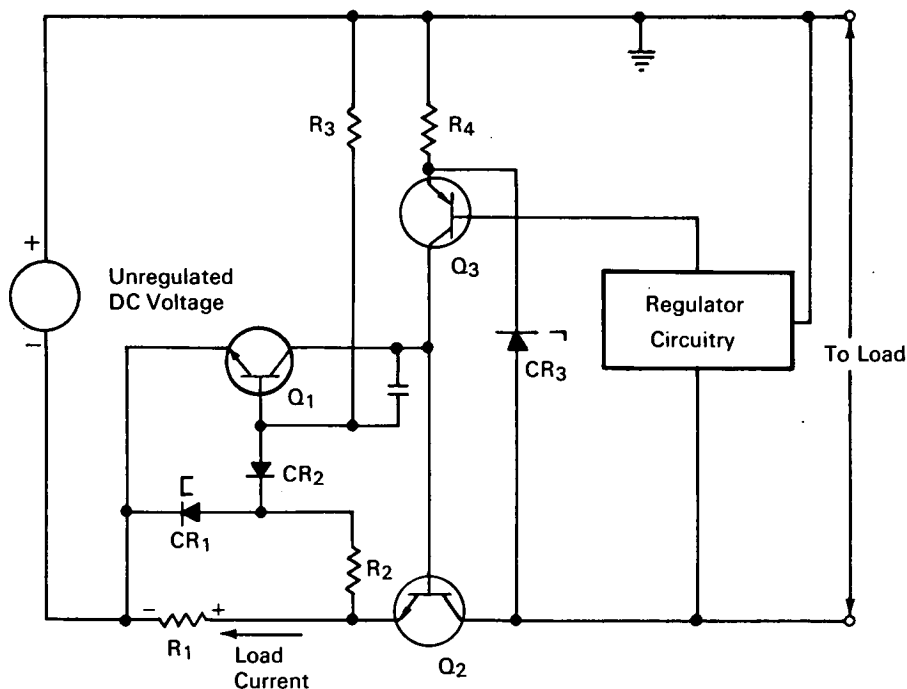 R3
R4
+
Unregulated
DC Voltage
−
Q3
Regulator
Circuitry
To Load
Q1
CR3
CR2
CR1
R2
− +
R1
Load
Current
Q2